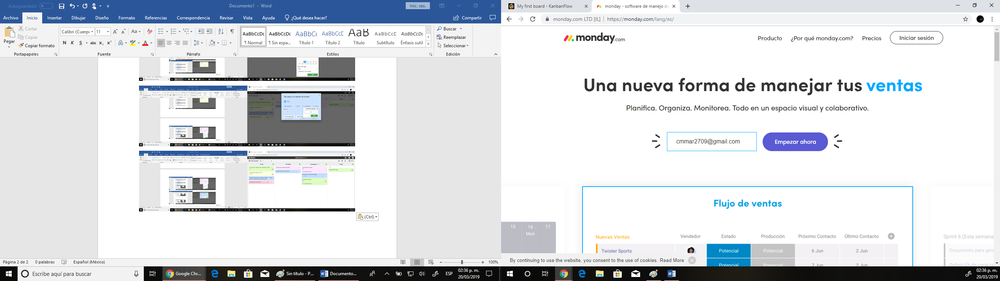 Autoguardado
Documento1 - Word
Inic. ses.
Archivo Inicio Insertar Dibujar Diseño Formato Referencias Correspondencia Revisar Vista Ayuda ¿Qué desea hacer? Compartir
Pegar
Cortar
Copiar
Copiar formato
Portapapeles
Calibri (Cuerpo 11
N K S abc x₂ x²
Fuente
Párrafo
AaBbCcDc AaBbCcDc AaBbCc AaBbCcD AaB AaBbCcD AaBbCcDc
¶ Normal ¶ Sin espa... Título 1 Título 2 Título Subtítulo Énfasis sutil
Estilos
Buscar
Reemplazar
Seleccionar
Edición
(Ctrl)
Página 2 de 2 0 palabras Español (México) 100%
Escribe aquí para buscar
Google Chr...
Sin título - P...
Documento...
ESP
02:36 p. m.
20/03/2019
My first board - KanbanFlow
monday - software de manejo de
monday.com LTD [IL] https://monday.com/lang/es/
monday.com
Producto ¿Por qué monday.com? Precios Iniciar sesión
Una nueva forma de manejar tus ventas
Planifica. Organiza. Monitorea. Todo en un espacio visual y colaborativo.
cmmar2709@gmail.com
Empezar ahora
Flujo de ventas
15 16 17
Mon
Nuevas Ventas Vendedor Estado Producción Próximo Contacto Último Contacto
Twister Sports Potencial Potencial 6 Jun 2 Jun
Potencial Potencial 7 Jun 2 Jun
Sprint 6 (Esta semana
Documento para gere
Definir UX de crear ta
By continuing to use the website, you consent to the use of cookies. Read More
02:36 p. m.
20/03/2019